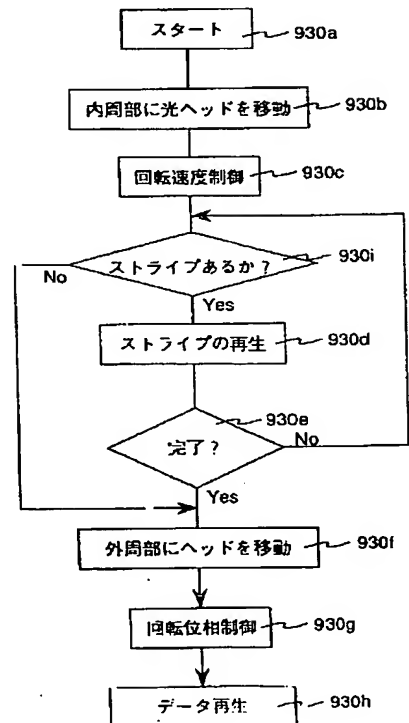 スタート
930a
内周部に光ヘッドを移動
930b
回転速度制御
930c
ストライプあるか?
930i
No
Yes
ストライプの再生
930d
930e
完了?
No
Yes
外周部にヘッドを移動
930f
回転位相制御
930g
データ再生
930h